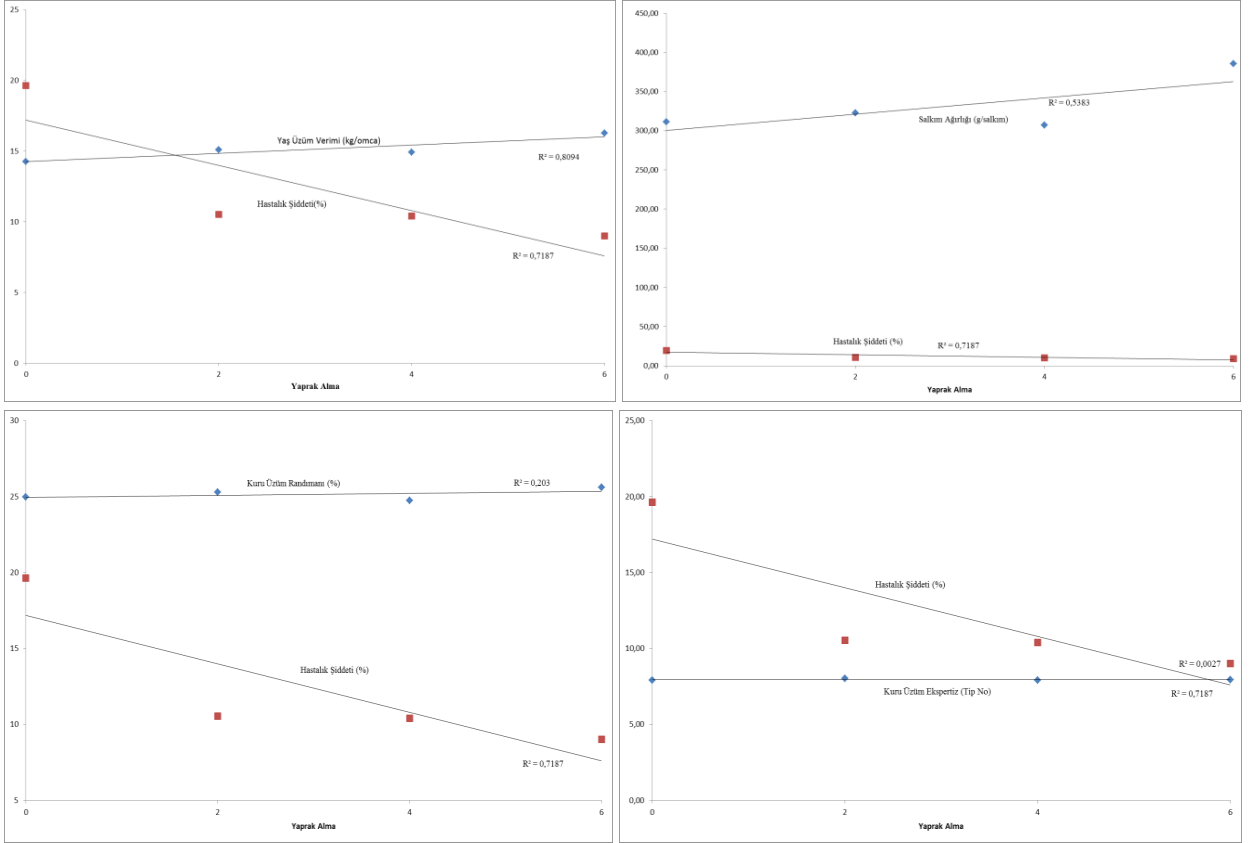 25
20
15
10
5
0
Yaş Üzüm Verimi (kg/omca)
R² = 0,8094
Hastalık Şiddeti(%)
R² = 0,7187
0
2
4
6
Yaprak Alma
450,00
400,00
350,00
300,00
250,00
200,00
150,00
100,00
50,00
0,00
R² = 0,5383
Salkım Ağırlığı (g/salkım)
Hastalık Şiddeti (%)
R² = 0,7187
0
2
4
6
Yaprak Alma
30
25
20
15
10
5
Kuru Üzüm Randımanı (%)
R² = 0,203
Hastalık Şiddeti (%)
R² = 0,7187
0
2
4
6
Yaprak Alma
25,00
20,00
15,00
10,00
5,00
0,00
Hastalık Şiddeti (%)
R² = 0,0027
Kuru Üzüm Ekspertiz (Tip No)
R² = 0,7187
0
2
4
6
Yaprak Alma